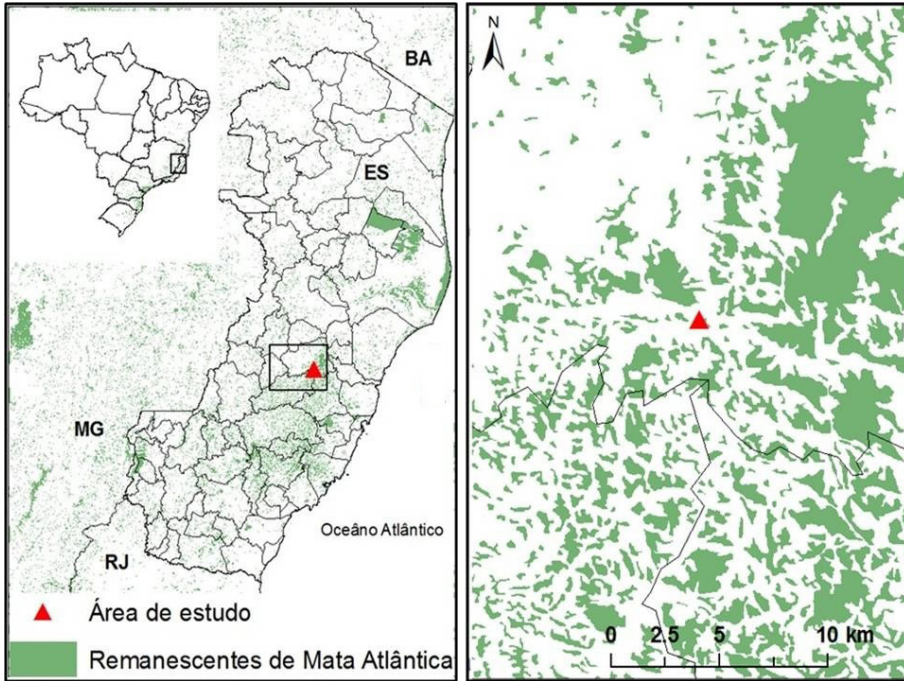 BA
ES
MG
Oceâno Atlântico
RJ
Área de estudo
Remanescentes de Mata Atlântica
N
0 2.5 5 10 km